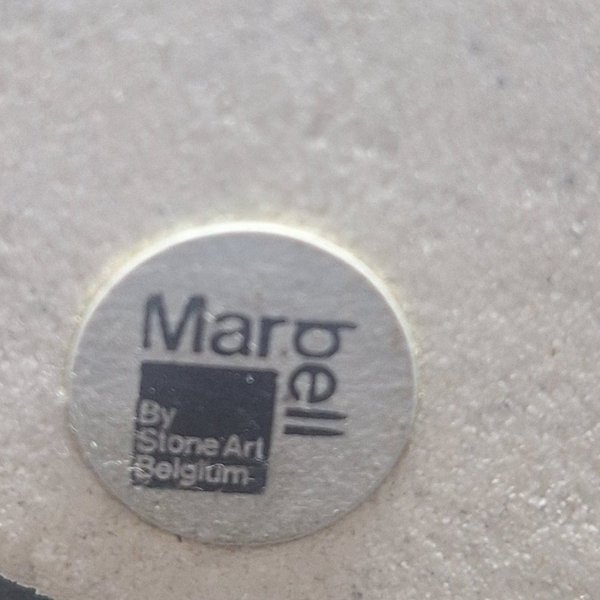 Margell
By
Stone Art
Belgium